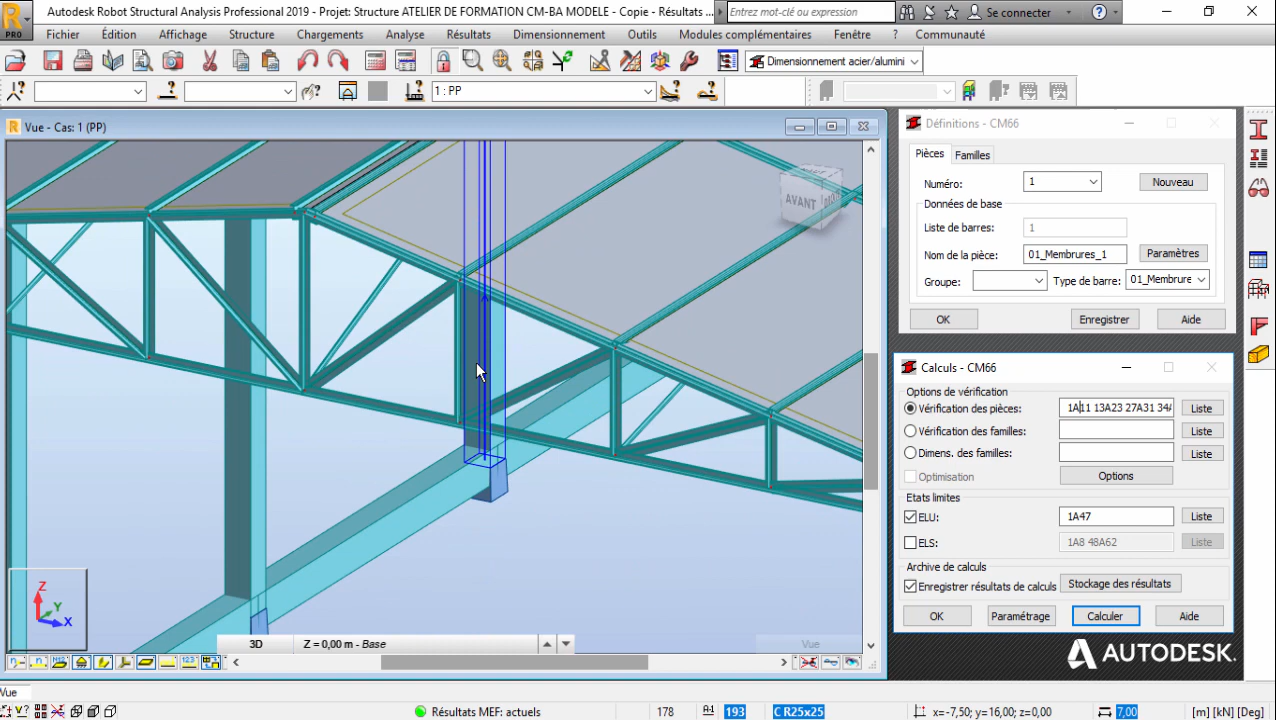 Autodesk Robot Structural Analysis Professional 2019 - Projet: Structure ATELIER DE FORMATION CM-BA MODELE - Copie - Résultats ...
Entrez mot-clé ou expression
Se connecter
PRO
Fichier Édition Affichage Structure Chargements Analyse Résultats Dimensionnement Outils Modules complémentaires Fenêtre ? Communauté
Dimensionnement acier/alumini
1 : PP
Vue - Cas: 1 (PP)
AVANT
Z
Y
X
3D Z = 0,00 m - Base
Vue
Définitions - CM66
Pièces Familles
Numéro: 1 Nouveau
Données de base
Liste de barres: 1
Nom de la pièce: 01_Membrures_1 Paramètres
Groupe: Type de barre: 01_Membrure
OK Enregistrer Aide
Calculs - CM66
Options de vérification
Vérification des pièces: 1A11 13A23 27A31 34A Liste
Vérification des familles: Liste
Dimens. des familles: Liste
Optimisation Options
Etats limites
ELU: 1A47 Liste
ELS: 1A8 48A62 Liste
Archive de calculs
Enregistrer résultats de calculs Stockage des résultats
OK Paramétrage Calculer Aide
AUTODESK.
Vue
Résultats MEF: actuels 178 193 C R25x25 x=-7,50; y=16,00; z=0,00 7,00 [m] [kN] [Deg]